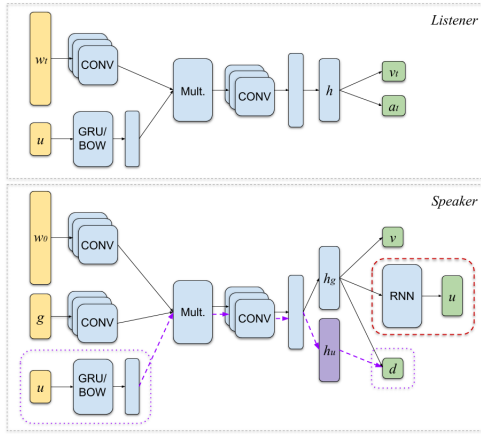 Listener
w_t
CONV
Mult.
CONV
h
v_t
a_t
u
GRU/
BOW
Speaker
w_0
CONV
g
CONV
Mult.
CONV
h_g
v
RNN
u
u
GRU/
BOW
h_u
d